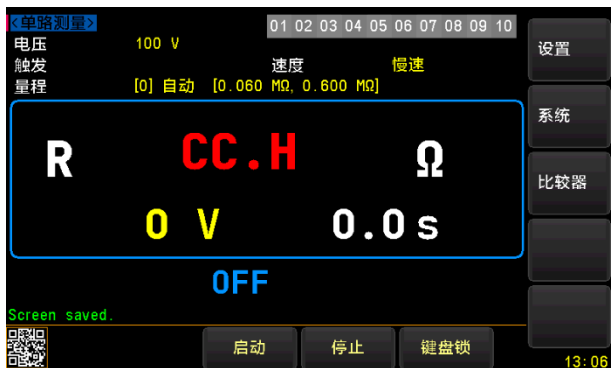 <单路测量> 01 02 03 04 05 06 07 08 09 10
电压 100 V
触发 速度 慢速
量程 [0] 自动 [0.060 MΩ, 0.600 MΩ]
R CC.H Ω
0 V 0.0s
OFF
Screen saved.
启动 停止 键盘锁
设置
系统
比较器
13:06